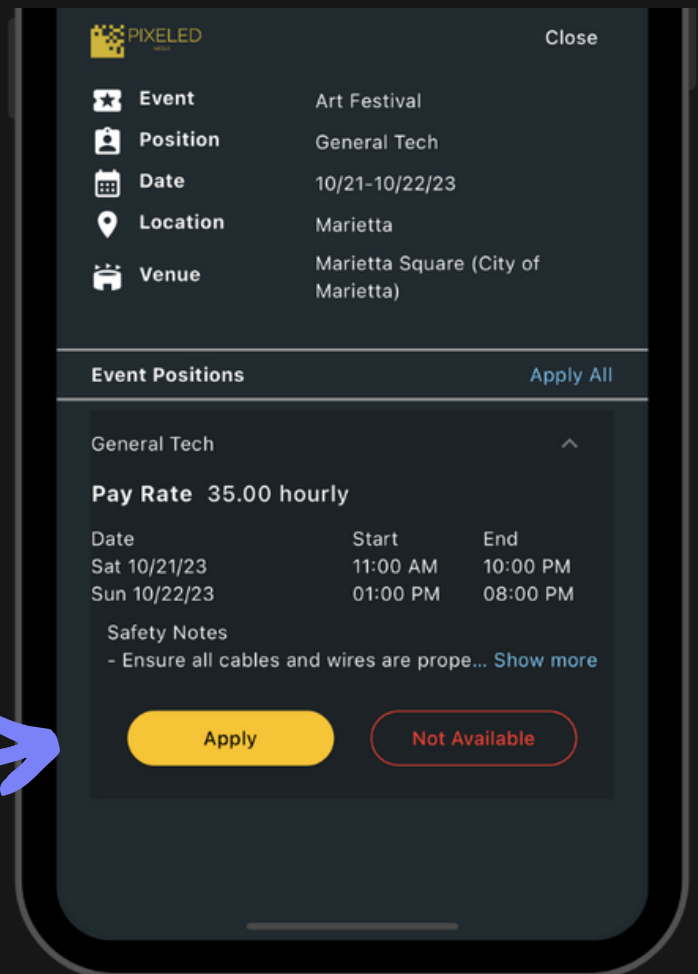 PIXELED
MEDIA
Close
Event Art Festival
Position General Tech
Date 10/21-10/22/23
Location Marietta
Venue Marietta Square (City of
Marietta)
Event Positions Apply All
General Tech
Pay Rate 35.00 hourly
Date Start End
Sat 10/21/23 11:00 AM 10:00 PM
Sun 10/22/23 01:00 PM 08:00 PM
Safety Notes
- Ensure all cables and wires are prope... Show more
Apply Not Available